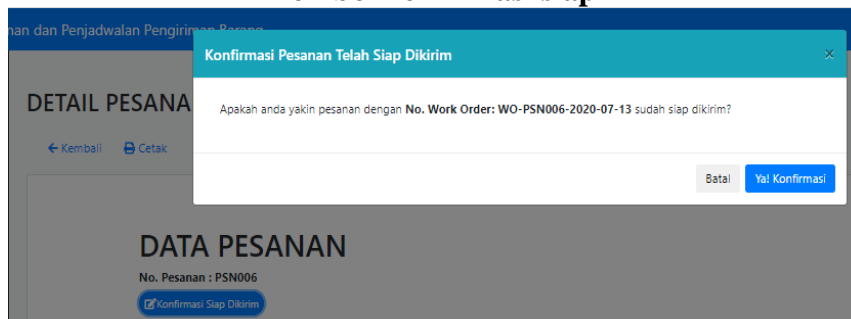 nan dan Penjadwalan Pengiriman Barang
Konfirmasi Pesanan Telah Siap Dikirim ×
DETAIL PESANA
Apakah anda yakin pesanan dengan No. Work Order: WO-PSN006-2020-07-13 sudah siap dikirim?
Kembali Cetak
Batal Ya! Konfirmasi
DATA PESANAN
No. Pesanan : PSN006
Konfirmasi Siap Dikirim